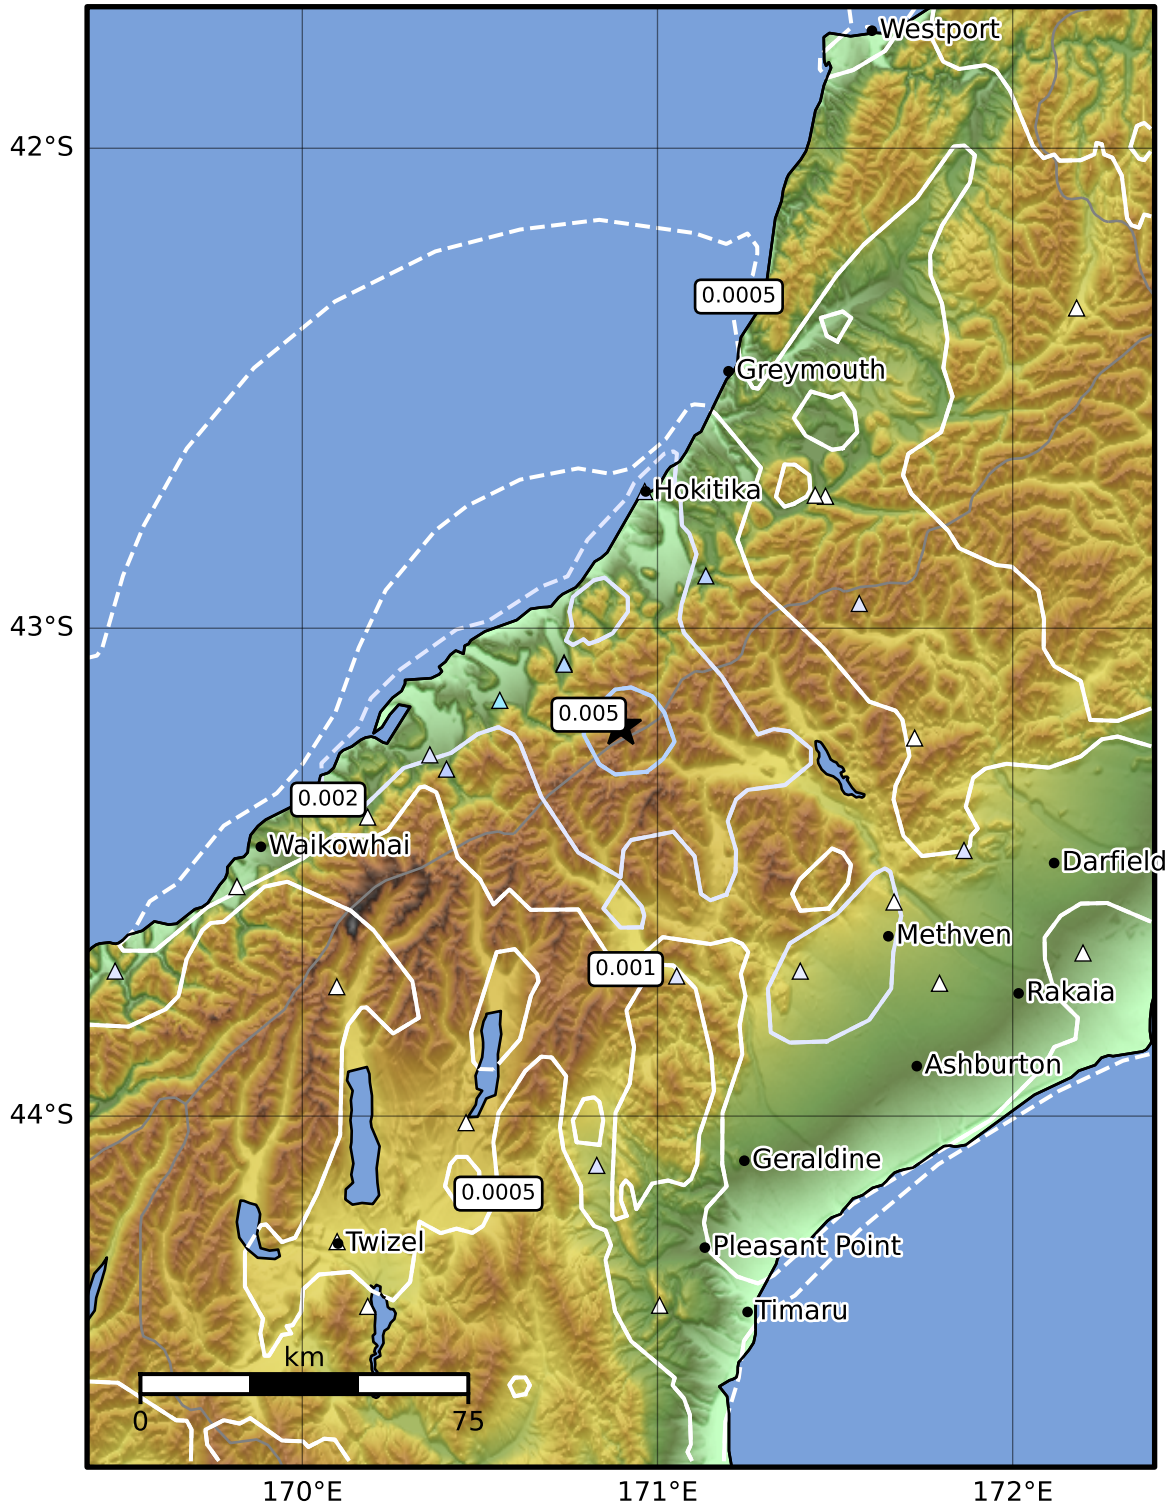 Westport
42°S
0.0005
Greymouth
Hokitika
43°S
0.005
0.002
Waikowhai
Darfield
Methven
0.001
Rakaia
Ashburton
44°S
Geraldine
0.0005
Twizel
Pleasant Point
Timaru
km
0 75
170°E 171°E 172°E